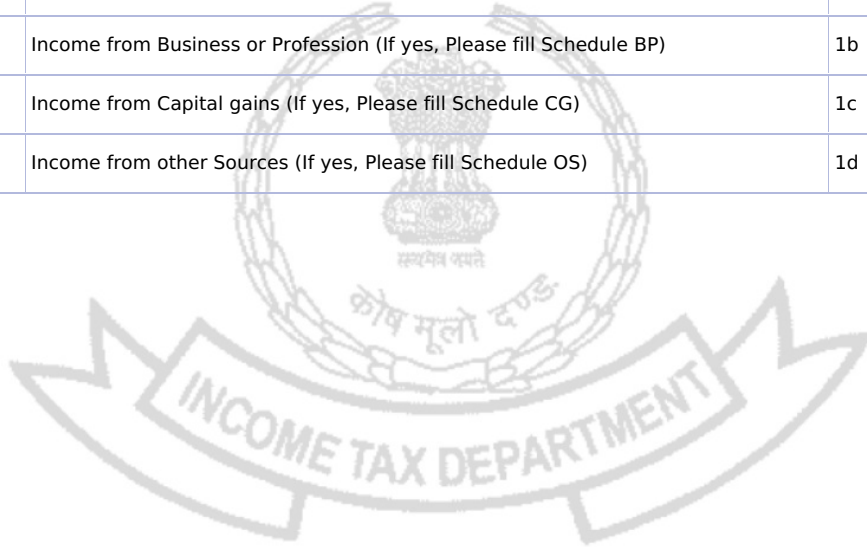 Income from Business or Profession (If yes, Please fill Schedule BP) 1b
Income from Capital gains (If yes, Please fill Schedule CG) 1c
Income from other Sources (If yes, Please fill Schedule OS) 1d
सत्यमेव जयते
कोष मूलो दण्ड:
INCOME TAX DEPARTMENT